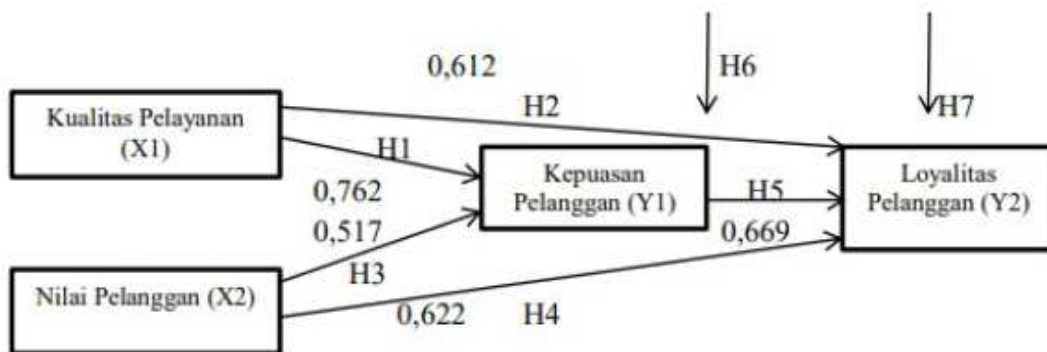 0,612
H6
H2
H7
Kualitas Pelayanan
(X1)
H1
Kepuasan
Pelanggan (Y1)
H5
Loyalitas
Pelanggan (Y2)
0,762
0,517
0,669
H3
Nilai Pelanggan (X2)
0,622
H4